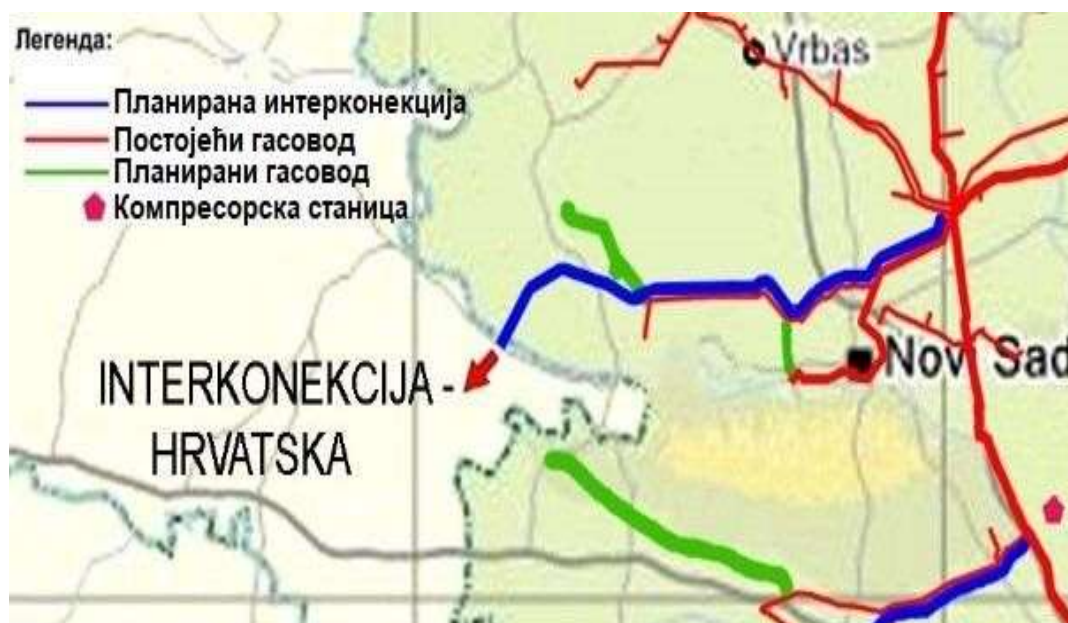 Легенда:
Планирана интерконекција
Постојећи гасовод
Планирани гасовод
Компресорска станица
Vrbas
Novi Sad
INTERKONEKCIJA -
HRVATSKA